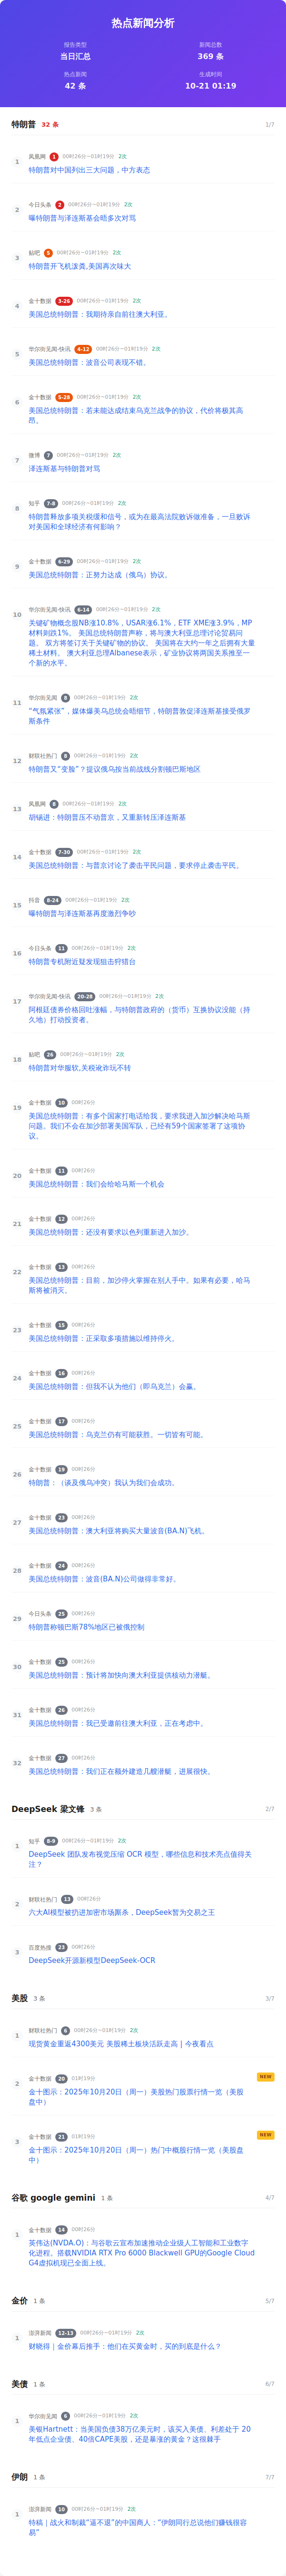 热点新闻分析
报告类型
当日汇总
新闻总数
369 条
热点新闻
42 条
生成时间
10-21 01:19
特朗普 32 条 1/7
1 凤凰网 1 00时26分~01时19分 2次
特朗普对中国列出三大问题，中方表态
2 今日头条 2 00时26分~01时19分 2次
曝特朗普与泽连斯基会晤多次对骂
3 贴吧 5 00时26分~01时19分 2次
特朗普开飞机泼粪,美国再次味大
4 金十数据 3-26 00时26分~01时19分 2次
美国总统特朗普：我期待亲自前往澳大利亚。
5 华尔街见闻-快讯 4-12 00时26分~01时19分 2次
美国总统特朗普：波音公司表现不错。
6 金十数据 5-28 00时26分~01时19分 2次
美国总统特朗普：若未能达成结束乌克兰战争的协议，代价将极其高
昂。
7 微博 7 00时26分~01时19分 2次
泽连斯基与特朗普对骂
8 知乎 7-8 00时26分~01时19分 2次
特朗普释放多项关税缓和信号，或为在最高法院败诉做准备，一旦败诉
对美国和全球经济有何影响？
9 金十数据 6-29 00时26分~01时19分 2次
美国总统特朗普：正努力达成（俄乌）协议。
10 华尔街见闻-快讯 6-14 00时26分~01时19分 2次
关键矿物概念股NB涨10.8%，USAR涨6.1%，ETF XME涨3.9%，MP
材料则跌1%。 美国总统特朗普声称，将与澳大利亚总理讨论贸易问
题。 双方将签订关于关键矿物的协议。 美国将在大约一年之后拥有大量
稀土材料。 澳大利亚总理Albanese表示，矿业协议将两国关系推至一
个新的水平。
11 华尔街见闻 8 00时26分~01时19分 2次
“气氛紧张”，媒体爆美乌总统会晤细节，特朗普敦促泽连斯基接受俄罗
斯条件
12 财联社热门 8 00时26分~01时19分 2次
特朗普又“变脸”？提议俄乌按当前战线分割顿巴斯地区
13 凤凰网 8 00时26分~01时19分 2次
胡锡进：特朗普压不动普京，又重新转压泽连斯基
14 金十数据 7-30 00时26分~01时19分 2次
美国总统特朗普：与普京讨论了袭击平民问题，要求停止袭击平民。
15 抖音 8-24 00时26分~01时19分 2次
曝特朗普与泽连斯基再度激烈争吵
16 今日头条 11 00时26分~01时19分 2次
特朗普专机附近疑发现狙击狩猎台
17 华尔街见闻-快讯 20-28 00时26分~01时19分 2次
阿根廷债券价格回吐涨幅，与特朗普政府的（货币）互换协议没能（持
久地）打动投资者。
18 贴吧 26 00时26分~01时19分 2次
特朗普对华服软,关税讹诈玩不转
19 金十数据 10 00时26分
美国总统特朗普：有多个国家打电话给我，要求我进入加沙解决哈马斯
问题。我们不会在加沙部署美国军队，已经有59个国家签署了这项协
议。
20 金十数据 11 00时26分
美国总统特朗普：我们会给哈马斯一个机会
21 金十数据 12 00时26分
美国总统特朗普：还没有要求以色列重新进入加沙。
22 金十数据 13 00时26分
美国总统特朗普：目前，加沙停火掌握在别人手中。如果有必要，哈马
斯将被消灭。
23 金十数据 15 00时26分
美国总统特朗普：正采取多项措施以维持停火。
24 金十数据 16 00时26分
美国总统特朗普：但我不认为他们（即乌克兰）会赢。
25 金十数据 17 00时26分
美国总统特朗普：乌克兰仍有可能获胜。一切皆有可能。
26 金十数据 19 00时26分
特朗普：（谈及俄乌冲突）我认为我们会成功。
27 金十数据 23 00时26分
美国总统特朗普：澳大利亚将购买大量波音(BA.N)飞机。
28 金十数据 24 00时26分
美国总统特朗普：波音(BA.N)公司做得非常好。
29 今日头条 25 00时26分
特朗普称顿巴斯78%地区已被俄控制
30 金十数据 25 00时26分
美国总统特朗普：预计将加快向澳大利亚提供核动力潜艇。
31 金十数据 26 00时26分
美国总统特朗普：我已受邀前往澳大利亚，正在考虑中。
32 金十数据 27 00时26分
美国总统特朗普：我们正在额外建造几艘潜艇，进展很快。
DeepSeek 梁文锋 3 条 2/7
1 知乎 8-9 00时26分~01时19分 2次
DeepSeek 团队发布视觉压缩 OCR 模型，哪些信息和技术亮点值得关
注？
2 财联社热门 13 00时26分
六大AI模型被扔进加密市场厮杀，DeepSeek暂为交易之王
3 百度热搜 23 00时26分
DeepSeek开源新模型DeepSeek-OCR
美股 3 条 3/7
1 财联社热门 6 00时26分~01时19分 2次
现货黄金重返4300美元 美股稀土板块活跃走高 | 今夜看点
2 金十数据 20 01时19分 NEW
金十图示：2025年10月20日（周一）美股热门股票行情一览（美股
盘中）
3 金十数据 21 01时19分 NEW
金十图示：2025年10月20日（周一）热门中概股行情一览（美股盘
中）
谷歌 google gemini 1 条 4/7
1 金十数据 14 00时26分
英伟达(NVDA.O)：与谷歌云宣布加速推动企业级人工智能和工业数字
化进程。搭载NVIDIA RTX Pro 6000 Blackwell GPU的Google Cloud
G4虚拟机现已全面上线。
金价 1 条 5/7
1 澎湃新闻 12-13 00时26分~01时19分 2次
财晓得｜金价幕后推手：他们在买黄金时，买的到底是什么？
美债 1 条 6/7
1 华尔街见闻 6 00时26分~01时19分 2次
美银Hartnett：当美国负债38万亿美元时，该买入美债、利差处于 20
年低点企业债、40倍CAPE美股，还是暴涨的黄金？这很棘手
伊朗 1 条 7/7
1 澎湃新闻 10 00时26分~01时19分 2次
特稿｜战火和制裁“逼不退”的中国商人：“伊朗同行总说他们赚钱很容
易”